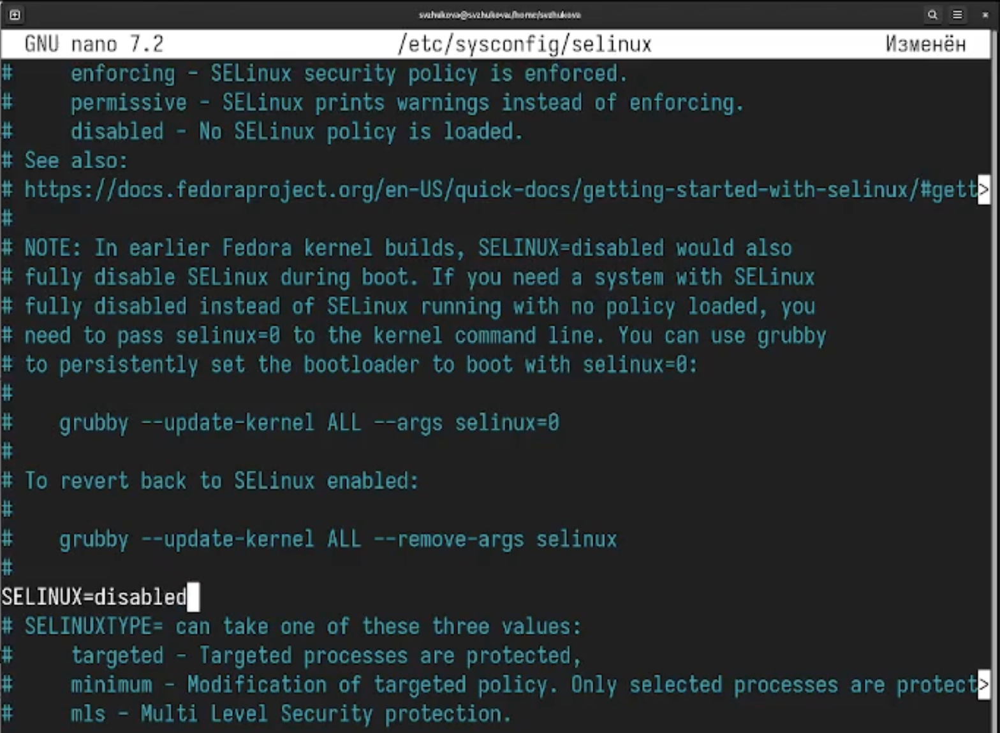 svzhukova@svzhukova:/home/svzhukova
GNU nano 7.2 /etc/sysconfig/selinux Изменён
# enforcing - SELinux security policy is enforced.
# permissive - SELinux prints warnings instead of enforcing.
# disabled - No SELinux policy is loaded.
# See also:
# https://docs.fedoraproject.org/en-US/quick-docs/getting-started-with-selinux/#gett>
#
# NOTE: In earlier Fedora kernel builds, SELINUX=disabled would also
# fully disable SELinux during boot. If you need a system with SELinux
# fully disabled instead of SELinux running with no policy loaded, you
# need to pass selinux=0 to the kernel command line. You can use grubby
# to persistently set the bootloader to boot with selinux=0:
#
# grubby --update-kernel ALL --args selinux=0
#
# To revert back to SELinux enabled:
#
# grubby --update-kernel ALL --remove-args selinux
#
SELINUX=disabled
# SELINUXTYPE= can take one of these three values:
# targeted - Targeted processes are protected,
# minimum - Modification of targeted policy. Only selected processes are protect>
# mls - Multi Level Security protection.